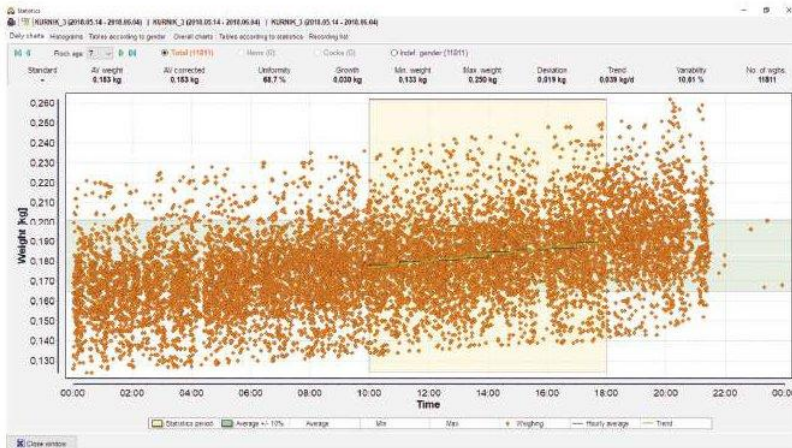 Statistics
KURNIK_3 (2018.05.14 - 2018.06.04) | KURNIK_3 (2018.05.14 - 2018.06.04) | KURNIK_3 (2018.05.14 - 2018.06.04)
Daily charts Histograms Tables according to gender Overall charts Tables according to statistics Recording list
Flock age: 7 Total (11811) Hens (0) Cocks (0) Indef. gender (11811)
Standard AV weight AV corrected Uniformity Growth Min. weight Max. weight Deviation Trend Variability No. of wghs.
- 0,183 kg 0,183 kg 68,7 % 0,030 kg 0,133 kg 0,250 kg 0,019 kg 0,039 kg/d 10,61 % 11811
0,260
0,250
0,240
0,230
0,220
0,210
0,200
0,190
0,180
0,170
0,160
0,150
0,140
0,130
Weight [kg]
00:00 02:00 04:00 06:00 08:00 10:00 12:00 14:00 16:00 18:00 20:00 22:00 00:00
Time
Statistics period Average +/- 10% Average Min Max Weighing Hourly average Trend
Close window